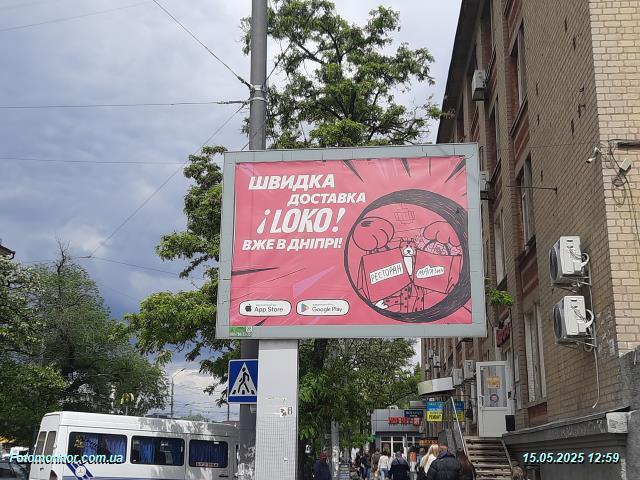 ШВИДКА
ДОСТАВКА
¡LOKO!
ВЖЕ В ДНІПРІ!
РЕСТОРАН
МАГАЗИН
App Store
Google Play
Fotomonitor.com.ua
15.05.2025 12:59